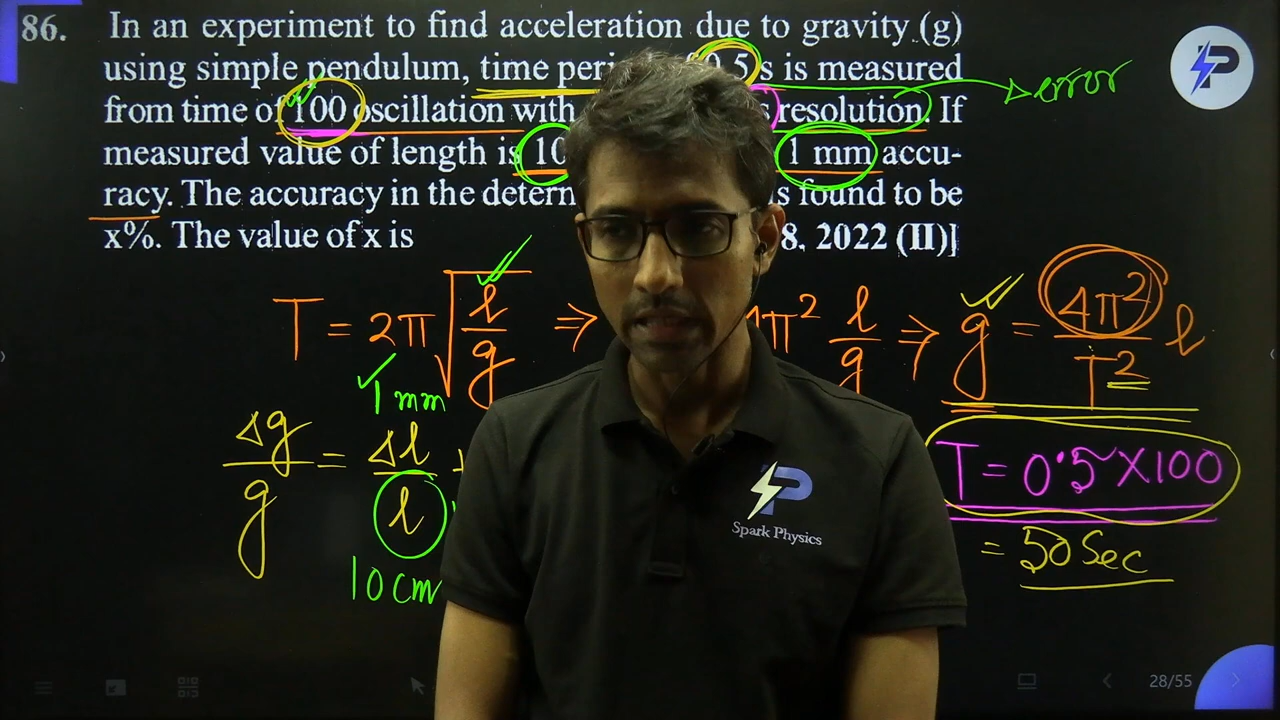 86. In an experiment to find acceleration due to gravity (g)
using simple pendulum, time peri 0.5 s is measured
from time of 100 oscillation with s resolution. If
measured value of length is 10 1 mm accu-
racy. The accuracy in the determ s found to be
x%. The value of x is 8, 2022 (II)]
error
T = 2π √(l/g) ⇒ 4π² l/g ⇒ g = 4π²/T² l
1 mm
Δg/g = Δl/l +
10 cm
T = 0.5 × 100
= 50 Sec
Spark Physics
28/55